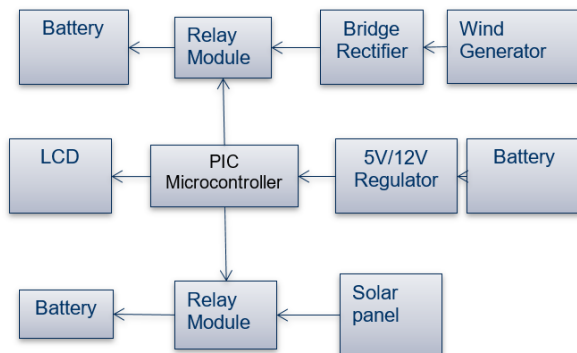 Battery
Relay
Module
Bridge
Rectifier
Wind
Generator
LCD
PIC
Microcontroller
5V/12V
Regulator
Battery
Battery
Relay
Module
Solar
panel